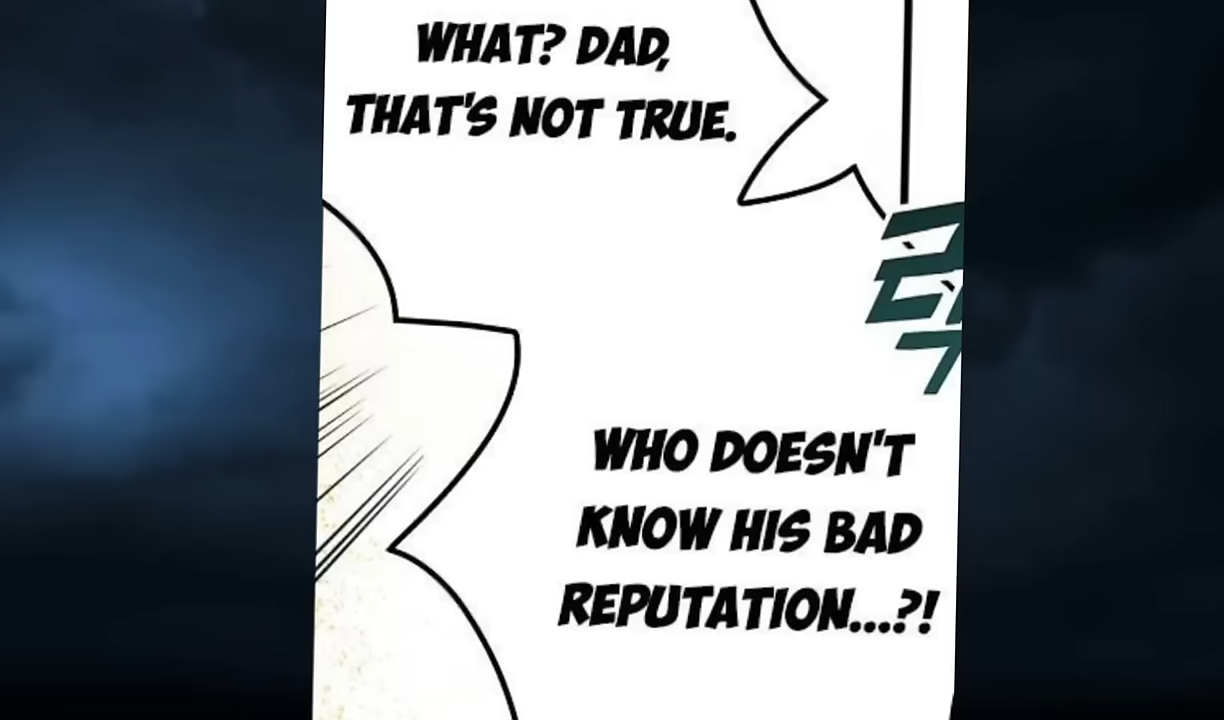 WHAT? DAD,
THAT'S NOT TRUE.
WHO DOESN'T
KNOW HIS BAD
REPUTATION...?!